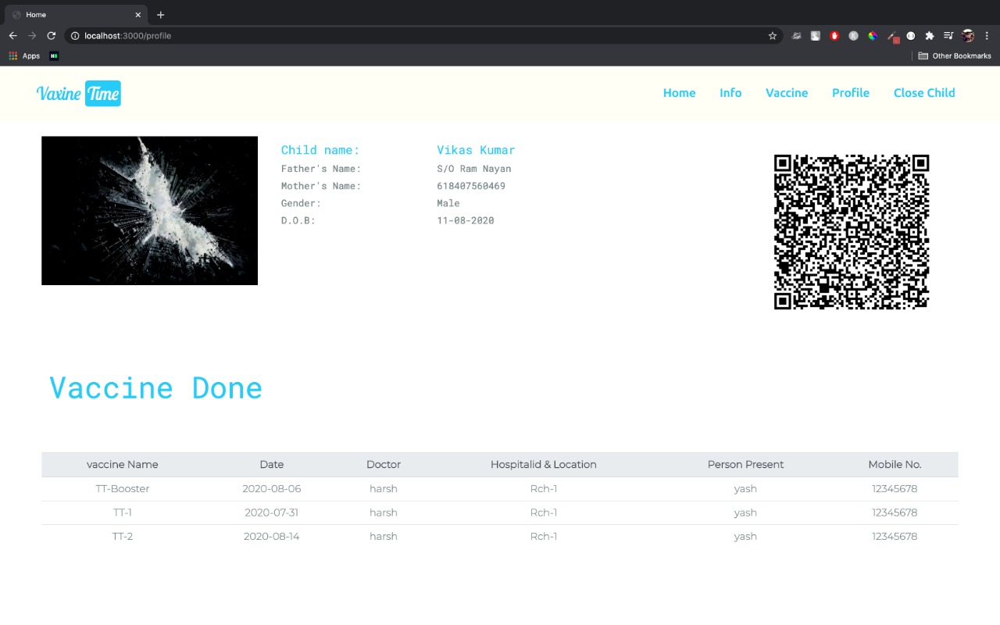 Home
localhost:3000/profile
Apps
Other Bookmarks
Vaxine Time
Home Info Vaccine Profile Close Child
Child name: Vikas Kumar
Father's Name: S/O Ram Nayan
Mother's Name: 618407560469
Gender: Male
D.O.B: 11-08-2020
Vaccine Done
vaccine Name Date Doctor Hospitalid & Location Person Present Mobile No.
TT-Booster 2020-08-06 harsh Rch-1 yash 12345678
TT-1 2020-07-31 harsh Rch-1 yash 12345678
TT-2 2020-08-14 harsh Rch-1 yash 12345678